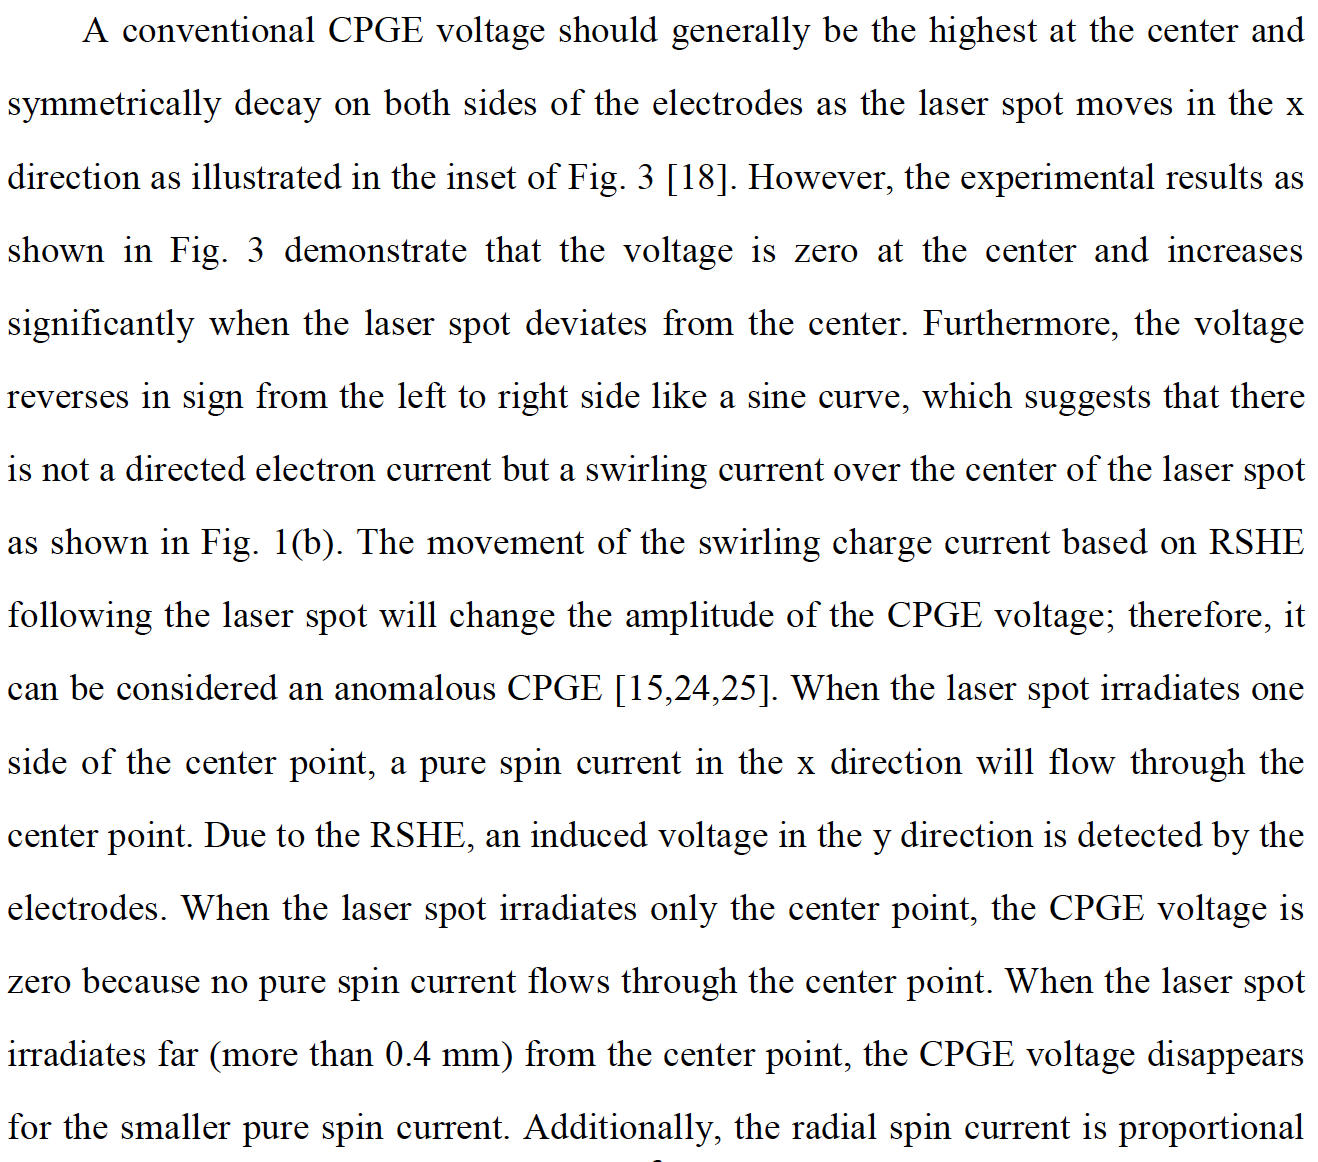 A conventional CPGE voltage should generally be the highest at the center and
symmetrically decay on both sides of the electrodes as the laser spot moves in the x
direction as illustrated in the inset of Fig. 3 [18]. However, the experimental results as
shown in Fig. 3 demonstrate that the voltage is zero at the center and increases
significantly when the laser spot deviates from the center. Furthermore, the voltage
reverses in sign from the left to right side like a sine curve, which suggests that there
is not a directed electron current but a swirling current over the center of the laser spot
as shown in Fig. 1(b). The movement of the swirling charge current based on RSHE
following the laser spot will change the amplitude of the CPGE voltage; therefore, it
can be considered an anomalous CPGE [15,24,25]. When the laser spot irradiates one
side of the center point, a pure spin current in the x direction will flow through the
center point. Due to the RSHE, an induced voltage in the y direction is detected by the
electrodes. When the laser spot irradiates only the center point, the CPGE voltage is
zero because no pure spin current flows through the center point. When the laser spot
irradiates far (more than 0.4 mm) from the center point, the CPGE voltage disappears
for the smaller pure spin current. Additionally, the radial spin current is proportional